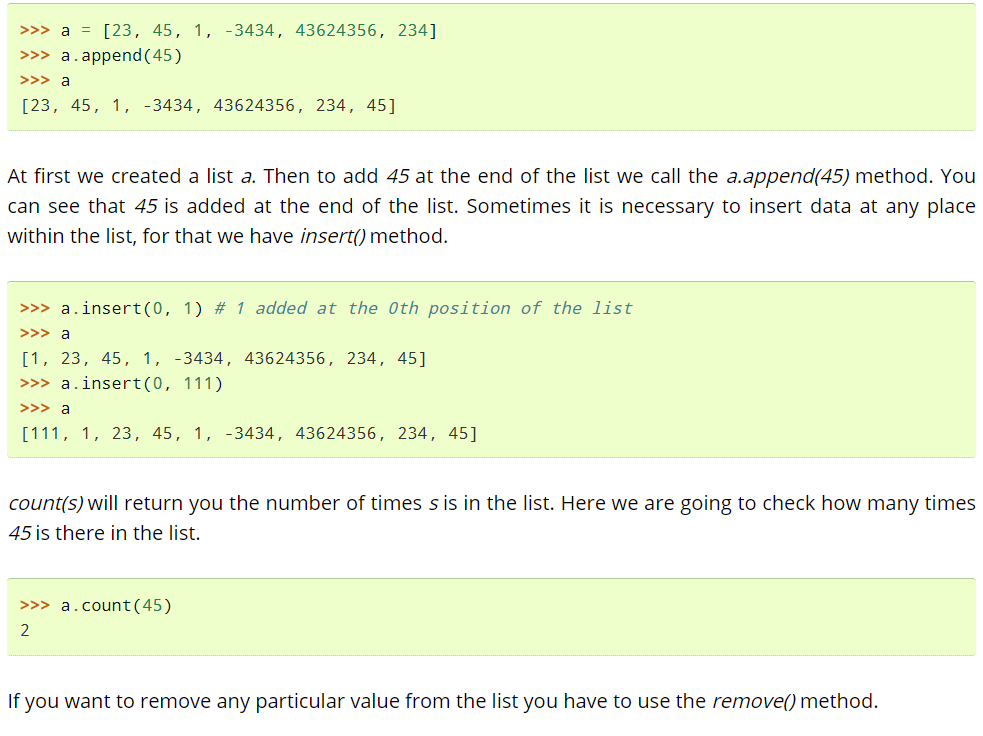 >>> a = [23, 45, 1, -3434, 43624356, 234]
>>> a.append(45)
>>> a
[23, 45, 1, -3434, 43624356, 234, 45]
At first we created a list a. Then to add 45 at the end of the list we call the a.append(45) method. You
can see that 45 is added at the end of the list. Sometimes it is necessary to insert data at any place
within the list, for that we have insert() method.
>>> a.insert(0, 1) # 1 added at the 0th position of the list
>>> a
[1, 23, 45, 1, -3434, 43624356, 234, 45]
>>> a.insert(0, 111)
>>> a
[111, 1, 23, 45, 1, -3434, 43624356, 234, 45]
count(s) will return you the number of times s is in the list. Here we are going to check how many times
45 is there in the list.
>>> a.count(45)
2
If you want to remove any particular value from the list you have to use the remove() method.